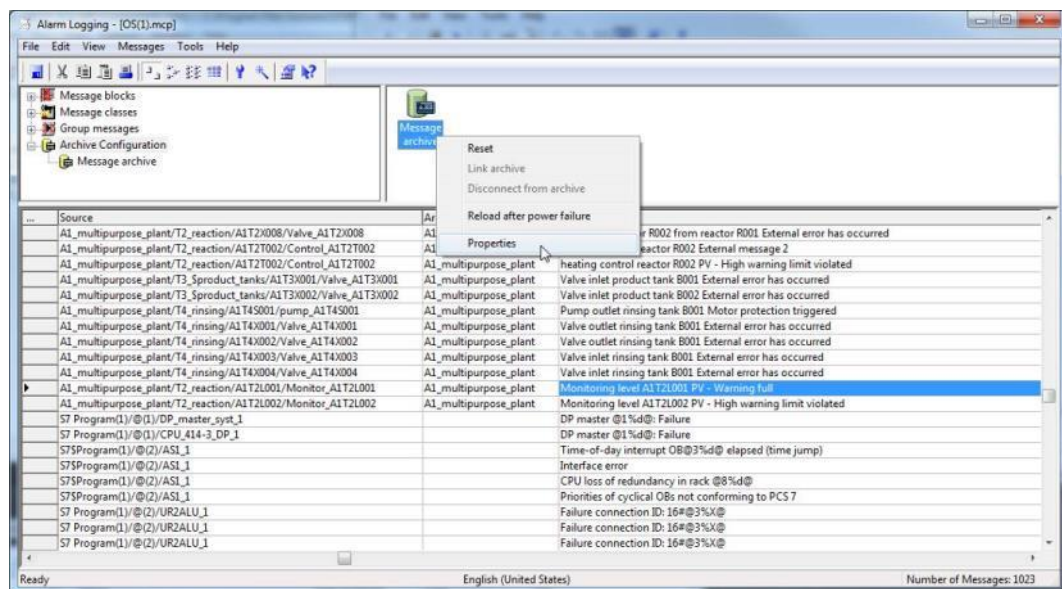 Alarm Logging - [OS(1).mcp]
File Edit View Messages Tools Help
Message blocks
Message classes
Group messages
Archive Configuration
Message archive
Message
archive
Reset
Link archive
Disconnect from archive
Reload after power failure
Properties
... Source Ar
A1_multipurpose_plant/T2_reaction/A1T2X008/Valve_A1T2X008 A1 r R002 from reactor R001 External error has occurred
A1_multipurpose_plant/T2_reaction/A1T2T002/Control_A1T2T002 A1 eactor R002 External message 2
A1_multipurpose_plant/T2_reaction/A1T2T002/Control_A1T2T002 A1_multipurpose_plant heating control reactor R002 PV - High warning limit violated
A1_multipurpose_plant/T3_$product_tanks/A1T3X001/Valve_A1T3X001 A1_multipurpose_plant Valve inlet product tank B001 External error has occurred
A1_multipurpose_plant/T3_$product_tanks/A1T3X002/Valve_A1T3X002 A1_multipurpose_plant Valve inlet product tank B002 External error has occurred
A1_multipurpose_plant/T4_rinsing/A1T4S001/pump_A1T4S001 A1_multipurpose_plant Pump outlet rinsing tank B001 Motor protection triggered
A1_multipurpose_plant/T4_rinsing/A1T4X001/Valve_A1T4X001 A1_multipurpose_plant Valve outlet rinsing tank B001 External error has occurred
A1_multipurpose_plant/T4_rinsing/A1T4X002/Valve_A1T4X002 A1_multipurpose_plant Valve outlet rinsing tank B001 External error has occurred
A1_multipurpose_plant/T4_rinsing/A1T4X003/Valve_A1T4X003 A1_multipurpose_plant Valve inlet rinsing tank B001 External error has occurred
A1_multipurpose_plant/T4_rinsing/A1T4X004/Valve_A1T4X004 A1_multipurpose_plant Valve inlet rinsing tank B001 External error has occurred
A1_multipurpose_plant/T2_reaction/A1T2L001/Monitor_A1T2L001 A1_multipurpose_plant Monitoring level A1T2L001 PV - Warning full
A1_multipurpose_plant/T2_reaction/A1T2L002/Monitor_A1T2L002 A1_multipurpose_plant Monitoring level A1T2L002 PV - High warning limit violated
S7 Program(1)/@(1)/DP_master_syst_1 DP master @1%d@: Failure
S7 Program(1)/@(1)/CPU_414-3_DP_1 DP master @1%d@: Failure
S7$Program(1)/@(2)/AS1_1 Time-of-day interrupt OB@3%d@ elapsed (time jump)
S7$Program(1)/@(2)/AS1_1 Interface error
S7$Program(1)/@(2)/AS1_1 CPU loss of redundancy in rack @8%d@
S7$Program(1)/@(2)/AS1_1 Priorities of cyclical OBs not conforming to PCS 7
S7 Program(1)/@(2)/UR2ALU_1 Failure connection ID: 16#@3%X@
S7 Program(1)/@(2)/UR2ALU_1 Failure connection ID: 16#@3%X@
S7 Program(1)/@(2)/UR2ALU_1 Failure connection ID: 16#@3%X@
Ready English (United States) Number of Messages: 1023